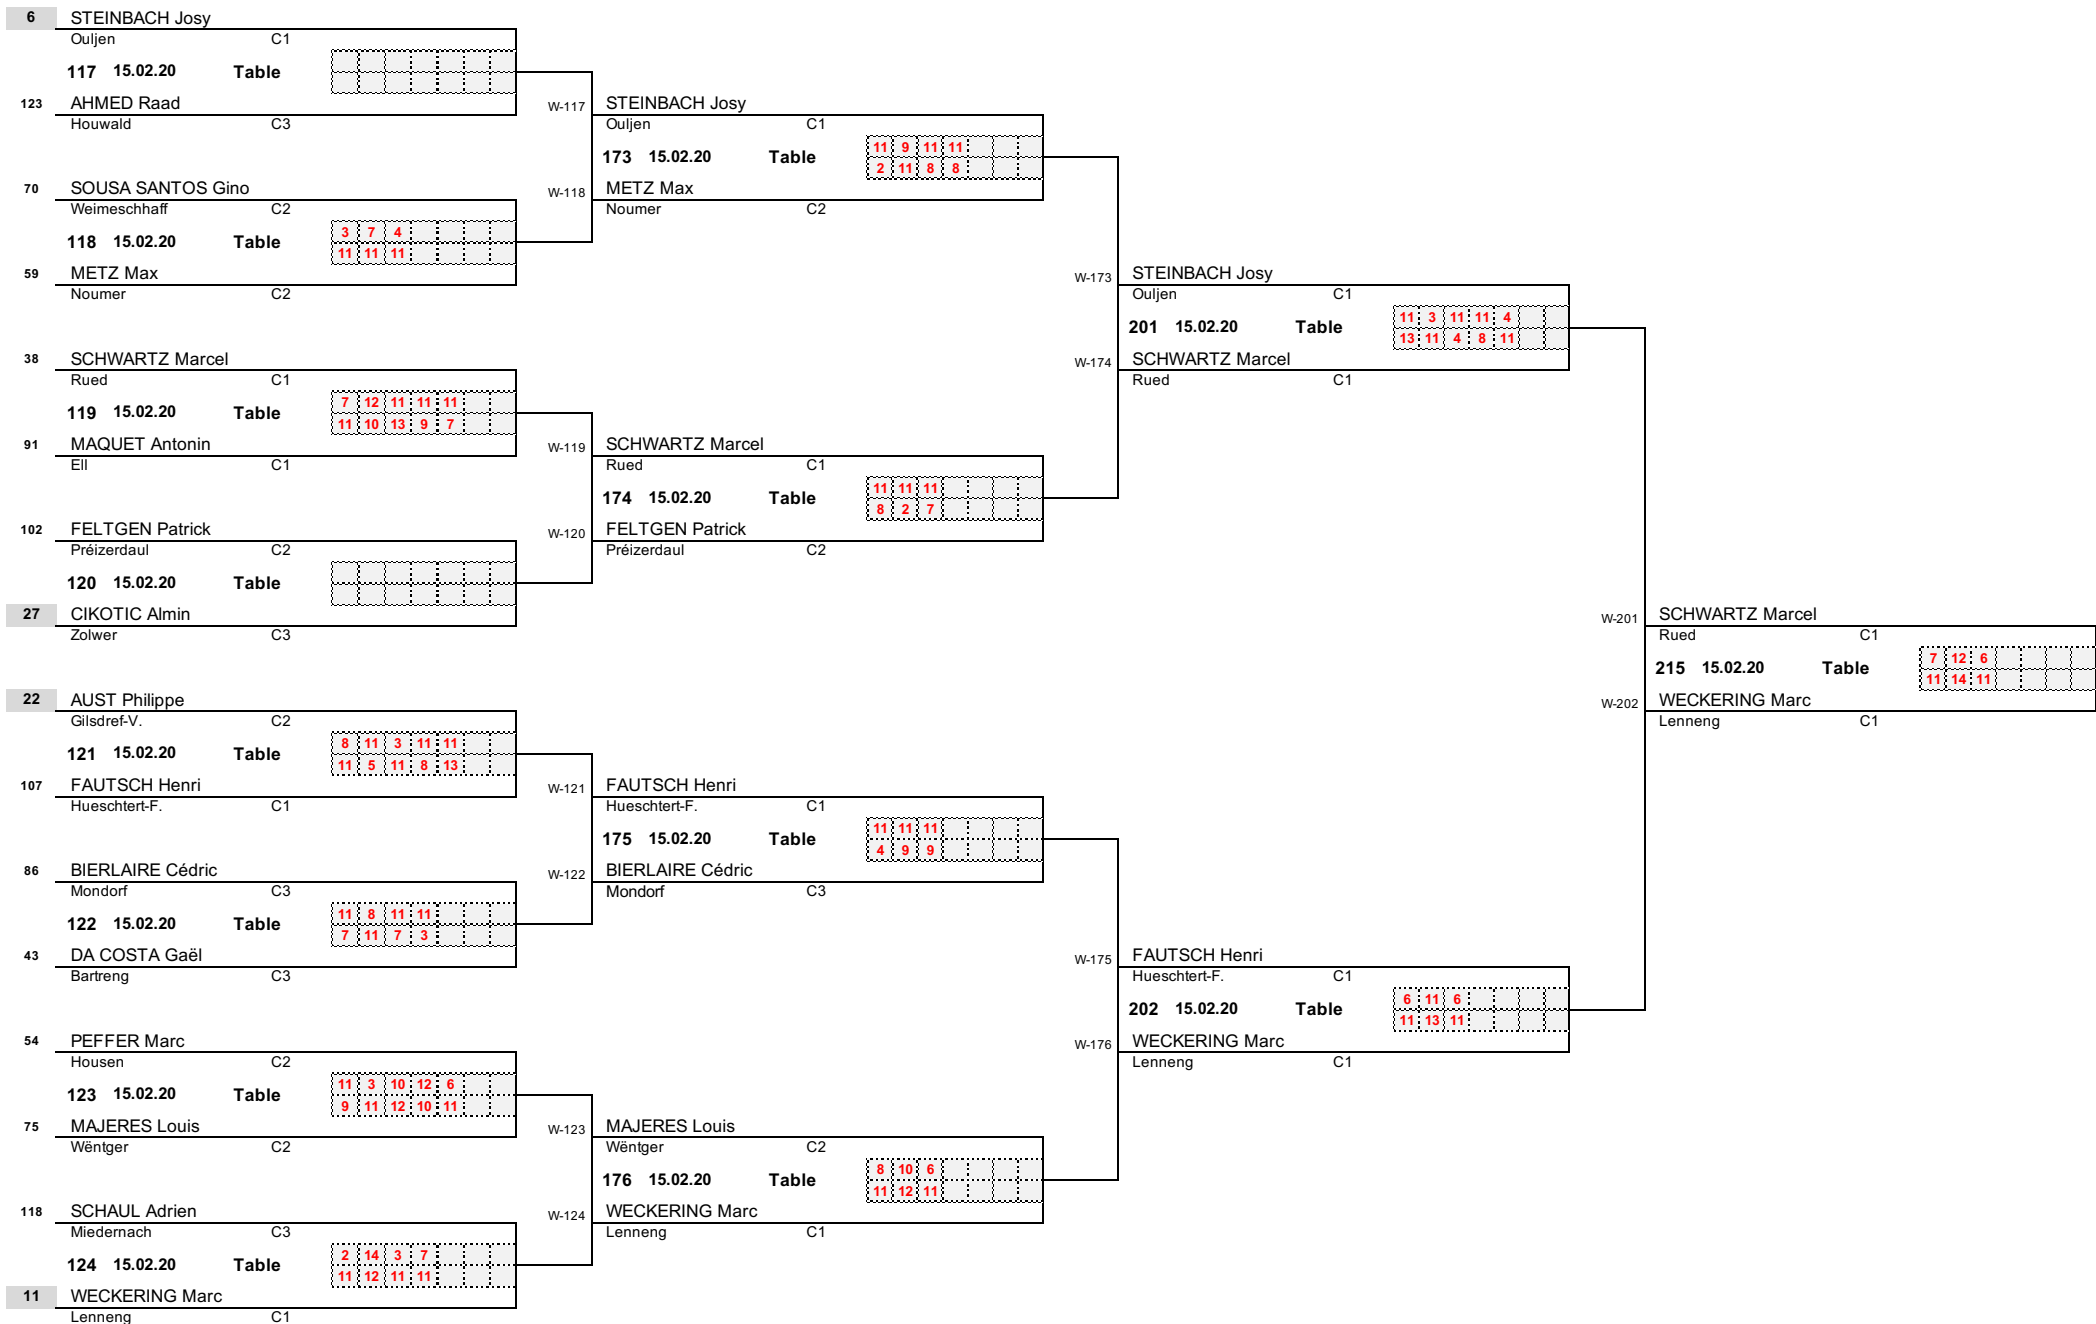 6 STEINBACH Josy
Ouljen C1
117 15.02.20 Table
123 AHMED Raad
Houwald C3
70 SOUSA SANTOS Gino
Weimeschhaff C2
3 7 4
118 15.02.20 Table
11 11 11
59 METZ Max
Noumer C2
38 SCHWARTZ Marcel
Rued C1
7 12 11 11 11
119 15.02.20 Table
11 10 13 9 7
91 MAQUET Antonin
Ell C1
102 FELTGEN Patrick
Préizerdaul C2
120 15.02.20 Table
27 CIKOTIC Almin
Zolwer C3
22 AUST Philippe
Gilsdref-V. C2
8 11 3 11 11
121 15.02.20 Table
11 5 11 8 13
107 FAUTSCH Henri
Hueschtert-F. C1
86 BIERLAIRE Cédric
Mondorf C3
11 8 11 11
122 15.02.20 Table
7 11 7 3
43 DA COSTA Gaël
Bartreng C3
54 PEFFER Marc
Housen C2
11 3 10 12 6
123 15.02.20 Table
9 11 12 10 11
75 MAJERES Louis
Wëntger C2
118 SCHAUL Adrien
Miedernach C3
2 14 3 7
124 15.02.20 Table
11 12 11 11
11 WECKERING Marc
Lenneng C1
W-117 STEINBACH Josy
Ouljen C1
11 9 11 11
173 15.02.20 Table
2 11 8 8
W-118 METZ Max
Noumer C2
W-119 SCHWARTZ Marcel
Rued C1
11 11 11
174 15.02.20 Table
8 2 7
W-120 FELTGEN Patrick
Préizerdaul C2
W-121 FAUTSCH Henri
Hueschtert-F. C1
11 11 11
175 15.02.20 Table
4 9 9
W-122 BIERLAIRE Cédric
Mondorf C3
W-123 MAJERES Louis
Wëntger C2
8 10 6
176 15.02.20 Table
11 12 11
W-124 WECKERING Marc
Lenneng C1
W-173 STEINBACH Josy
Ouljen C1
11 3 11 11 4
201 15.02.20 Table
13 11 4 8 11
W-174 SCHWARTZ Marcel
Rued C1
W-175 FAUTSCH Henri
Hueschtert-F. C1
6 11 6
202 15.02.20 Table
11 13 11
W-176 WECKERING Marc
Lenneng C1
W-201 SCHWARTZ Marcel
Rued C1
7 12 6
215 15.02.20 Table
11 14 11
W-202 WECKERING Marc
Lenneng C1